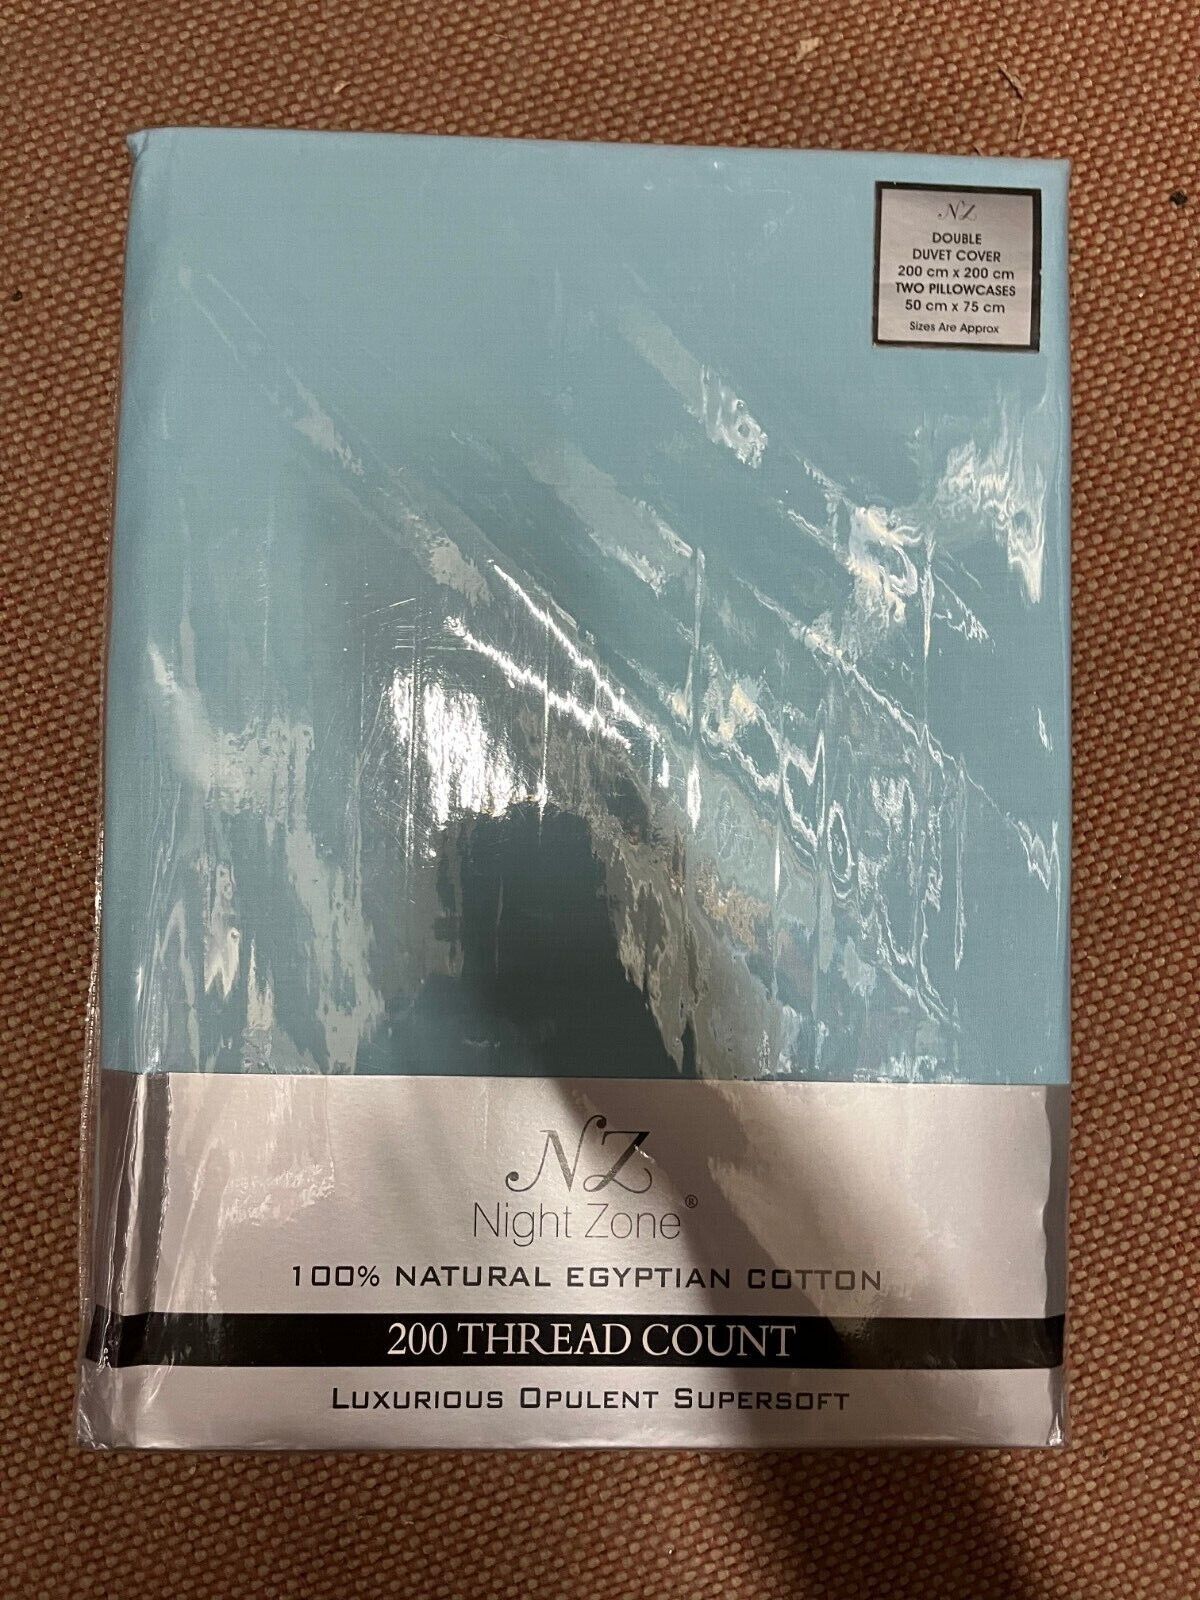 NZ
DOUBLE
DUVET COVER
200 cm x 200 cm
TWO PILLOWCASES
50 cm x 75 cm
Sizes Are Approx
NZ
Night Zone®
100% NATURAL EGYPTIAN COTTON
200 THREAD COUNT
LUXURIOUS OPULENT SUPERSOFT